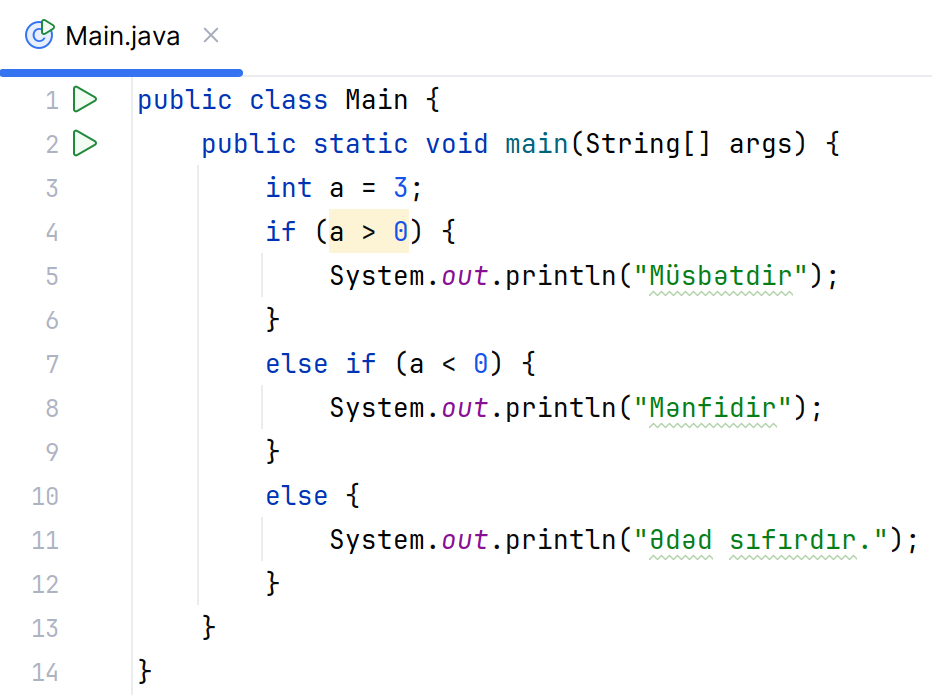 Main.java
1 public class Main {
2 public static void main(String[] args) {
3 int a = 3;
4 if (a > 0) {
5 System.out.println("Müsbətdir");
6 }
7 else if (a < 0) {
8 System.out.println("Mənfidir");
9 }
10 else {
11 System.out.println("Ədəd sıfırdır.");
12 }
13 }
14 }